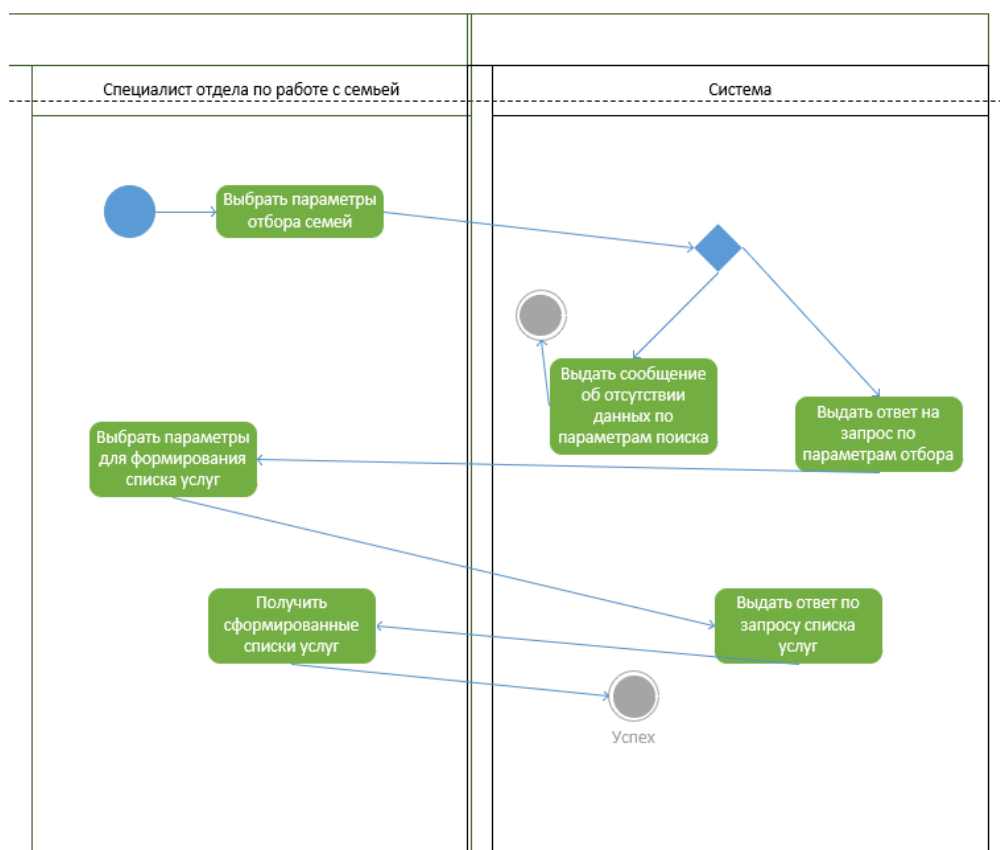 Специалист отдела по работе с семьей
Система
Выбрать параметры
отбора семей
Выдать сообщение
об отсутствии
данных по
параметрам поиска
Выдать ответ на
запрос по
параметрам отбора
Выбрать параметры
для формирования
списка услуг
Получить
сформированные
списки услуг
Выдать ответ по
запросу списка
услуг
Успех